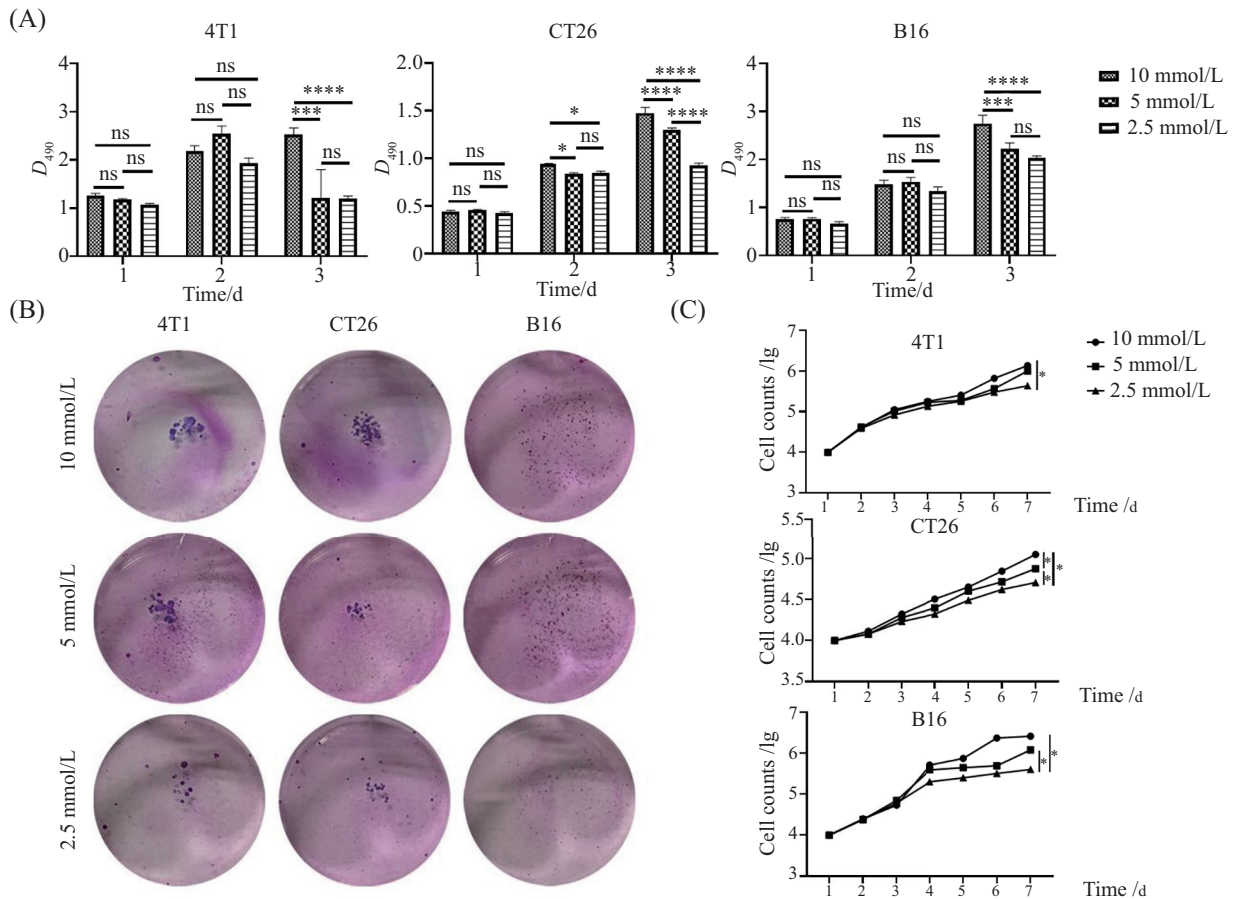 (A)
4T1
CT26
B16
4
3
2
1
0
D490
ns
ns
ns
ns
ns
ns
****
***
ns
1
2
3
Time/d
2.0
1.5
1.0
0.5
0
D490
ns
ns
ns
*
*
ns
****
****
****
1
2
3
Time/d
4
3
2
1
0
D490
ns
ns
ns
ns
ns
ns
****
***
ns
1
2
3
Time/d
10 mmol/L
5 mmol/L
2.5 mmol/L
(B)
4T1
CT26
B16
10 mmol/L
5 mmol/L
2.5 mmol/L
(C)
4T1
7
6
5
4
3
Cell counts /lg
*
1 2 3 4 5 6 7
Time /d
10 mmol/L
5 mmol/L
2.5 mmol/L
CT26
5.5
5.0
4.5
4.0
3.5
Cell counts /lg
*
*
*
1 2 3 4 5 6 7
Time /d
B16
7
6
5
4
3
Cell counts /lg
*
*
1 2 3 4 5 6 7
Time /d